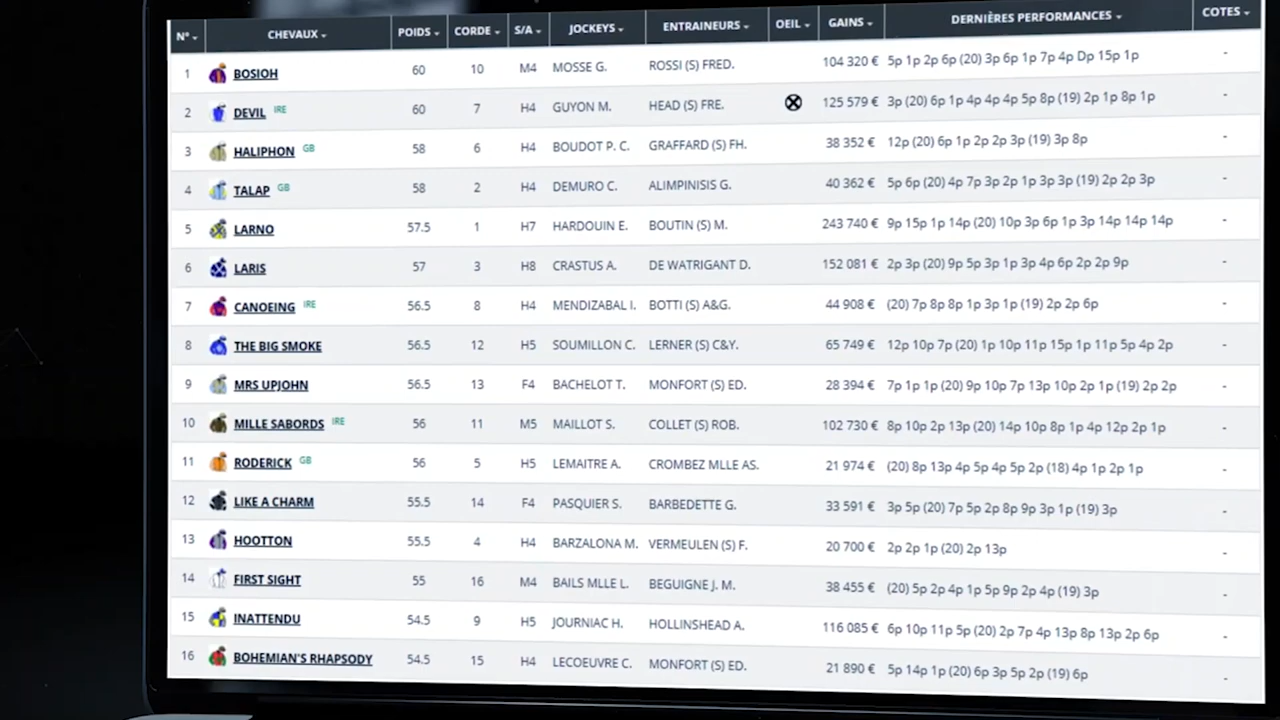 N° CHEVAUX POIDS CORDE S/A JOCKEYS ENTRAINEURS OEIL GAINS DERNIÈRES PERFORMANCES COTES
1 BOSIOH 60 10 M4 MOSSE G. ROSSI (S) FRED. 104 320 € 5p 1p 2p 6p (20) 3p 6p 1p 7p 4p Dp 15p 1p -
2 DEVIL IRE 60 7 H4 GUYON M. HEAD (S) FRE. 125 579 € 3p (20) 6p 1p 4p 4p 4p 5p 8p (19) 2p 1p 8p 1p -
3 HALIPHON GB 58 6 H4 BOUDOT P. C. GRAFFARD (S) FH. 38 352 € 12p (20) 6p 1p 2p 2p 3p (19) 3p 8p -
4 TALAP GB 58 2 H4 DEMURO C. ALIMPINISIS G. 40 362 € 5p 6p (20) 4p 7p 3p 2p 1p 3p 3p (19) 2p 2p 3p -
5 LARNO 57.5 1 H7 HARDOUIN E. BOUTIN (S) M. 243 740 € 9p 15p 1p 14p (20) 10p 3p 6p 1p 3p 14p 14p 14p -
6 LARIS 57 3 H8 CRASTUS A. DE WATRIGANT D. 152 081 € 2p 3p (20) 9p 5p 3p 1p 3p 4p 6p 2p 2p 9p -
7 CANOEING IRE 56.5 8 H4 MENDIZABAL I. BOTTI (S) A&G. 44 908 € (20) 7p 8p 8p 1p 3p 1p (19) 2p 2p 6p -
8 THE BIG SMOKE 56.5 12 H5 SOUMILLON C. LERNER (S) C&Y. 65 749 € 12p 10p 7p (20) 1p 10p 11p 15p 1p 11p 5p 4p 2p -
9 MRS UPJOHN 56.5 13 F4 BACHELOT T. MONFORT (S) ED. 28 394 € 7p 1p 1p (20) 9p 10p 7p 13p 10p 2p 1p (19) 2p 2p -
10 MILLE SABORDS IRE 56 11 M5 MAILLOT S. COLLET (S) ROB. 102 730 € 8p 10p 2p 13p (20) 14p 10p 8p 1p 4p 12p 2p 1p -
11 RODERICK GB 56 5 H5 LEMAITRE A. CROMBEZ MLLE AS. 21 974 € (20) 8p 13p 4p 5p 4p 5p 2p (18) 4p 1p 2p 1p -
12 LIKE A CHARM 55.5 14 F4 PASQUIER S. BARBEDETTE G. 33 591 € 3p 5p (20) 7p 5p 2p 8p 9p 3p 1p (19) 3p -
13 HOOTTON 55.5 4 H4 BARZALONA M. VERMEULEN (S) F. 20 700 € 2p 2p 1p (20) 2p 13p -
14 FIRST SIGHT 55 16 M4 BAILS MLLE L. BEGUIGNE J. M. 38 455 € (20) 5p 2p 4p 1p 5p 9p 2p 4p (19) 3p -
15 INATTENDU 54.5 9 H5 JOURNIAC H. HOLLINSHEAD A. 116 085 € 6p 10p 11p 5p (20) 2p 7p 4p 13p 8p 13p 2p 6p -
16 BOHEMIAN'S RHAPSODY 54.5 15 H4 LECOEUVRE C. MONFORT (S) ED. 21 890 € 5p 14p 1p (20) 6p 3p 5p 2p (19) 6p -